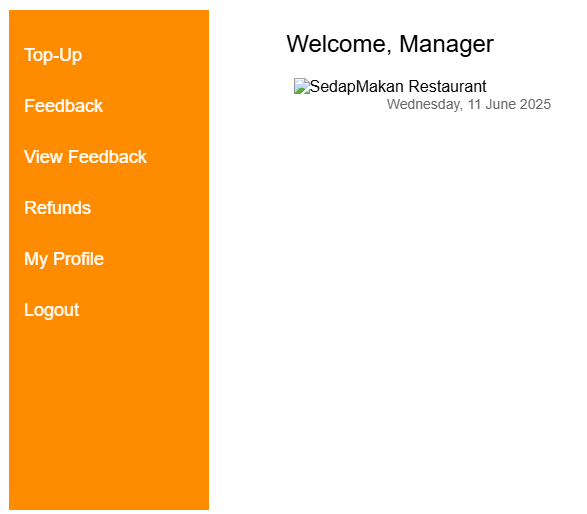 Top-Up
Feedback
View Feedback
Refunds
My Profile
Logout
Welcome, Manager
SedapMakan Restaurant
Wednesday, 11 June 2025